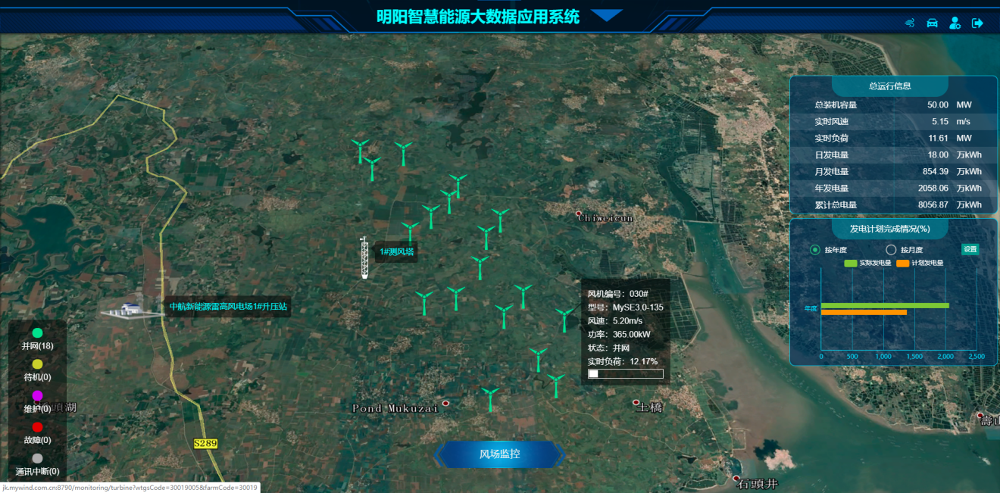 明阳智慧能源大数据应用系统
总运行信息
总装机容量 50.00 MW
实时风速 5.15 m/s
实时负荷 11.61 MW
日发电量 18.00 万kWh
月发电量 854.39 万kWh
年发电量 2058.06 万kWh
累计总电量 8056.87 万kWh
发电计划完成情况(%)
按年度 按月度 设置
实际发电量 计划发电量
年度
0 500 1,000 1,500 2,000 2,500
Chiweicun
1#测风塔
中航新能源雷高风电场1#升压站
风机编号：030#
型号：MySE3.0-135
风速：5.20m/s
功率：365.00kW
状态：并网
实时负荷：12.17%
并网(18)
待机(0)
维护(0)
頭湖
故障(0)
通讯中断(0)
Pond Mukuzai
土橋
S289
壽山
石頭井
风场监控
jk.mywind.com.cn:8790/monitoring/turbine?wtgsCode=30019005&farmCode=30019